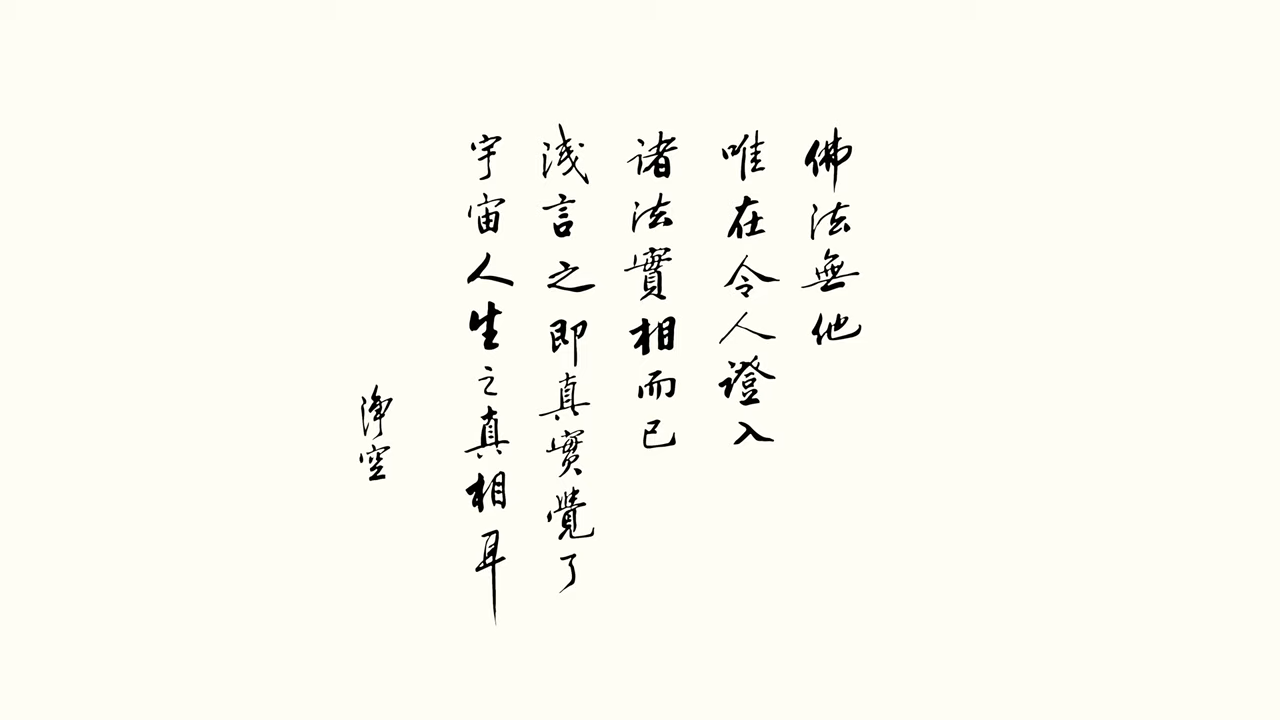 佛法無他
唯在令人證入
诸法實相而已
淺言之即真實覺了
宇宙人生之真相耳
淨空